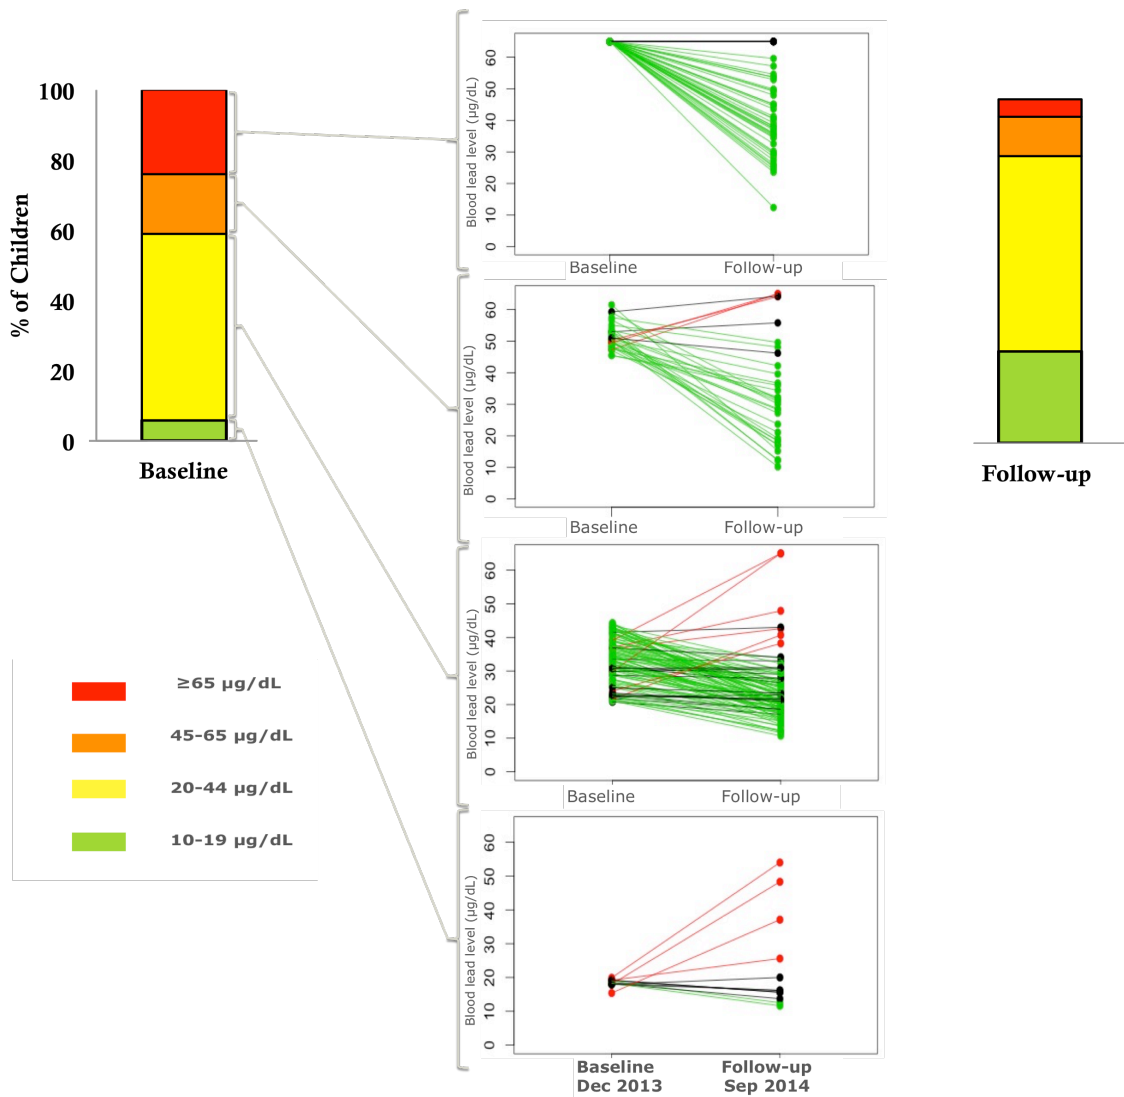 % of Children
100
80
60
40
20
0
Baseline
≥65 µg/dL
45-65 µg/dL
20-44 µg/dL
10-19 µg/dL
Blood lead level (µg/dL)
60
50
40
30
20
10
0
Baseline Follow-up
Blood lead level (µg/dL)
60
50
40
30
20
10
0
Baseline Follow-up
Blood lead level (µg/dL)
60
50
40
30
20
10
0
Baseline Follow-up
Blood lead level (µg/dL)
60
50
40
30
20
10
0
Baseline Follow-up
Dec 2013 Sep 2014
Follow-up